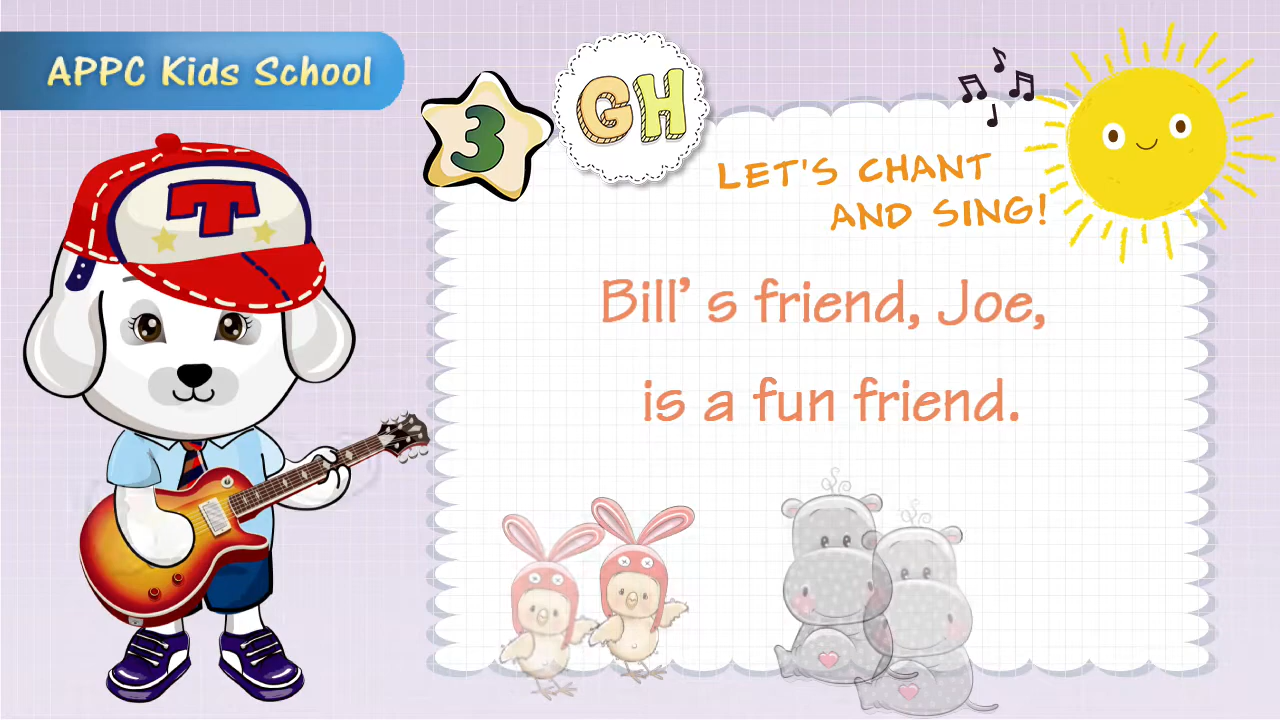 APPC Kids School
3
GH
LET'S CHANT
AND SING!
T
Bill's friend, Joe,
is a fun friend.